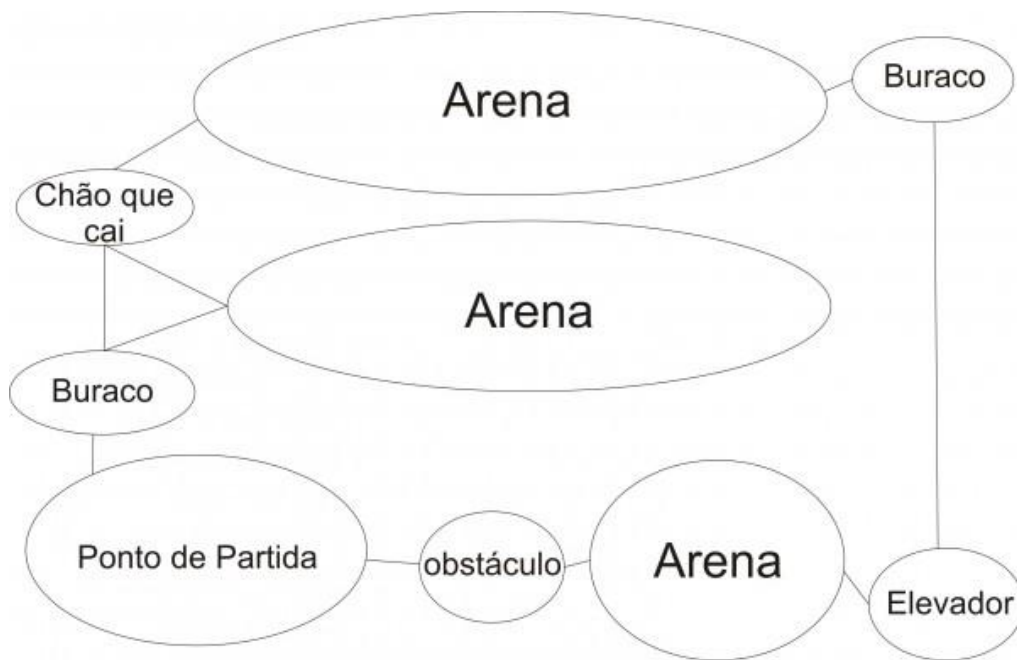 Arena
Buraco
Chão que
cai
Arena
Buraco
Ponto de Partida
obstáculo
Arena
Elevador